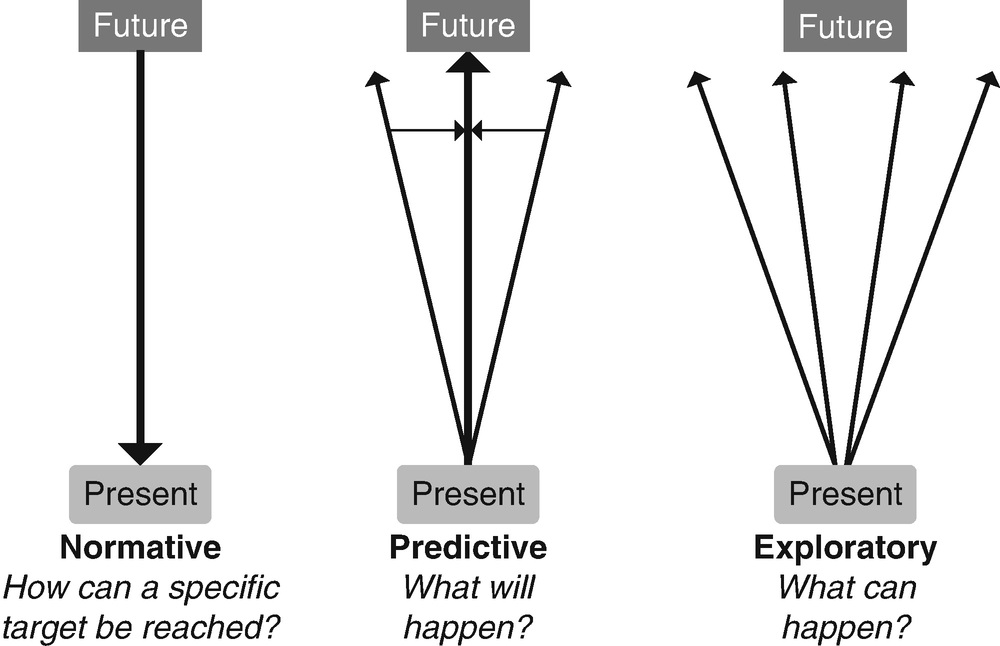 Future
Present
Normative
How can a specific
target be reached?
Future
Present
Predictive
What will
happen?
Future
Present
Exploratory
What can
happen?